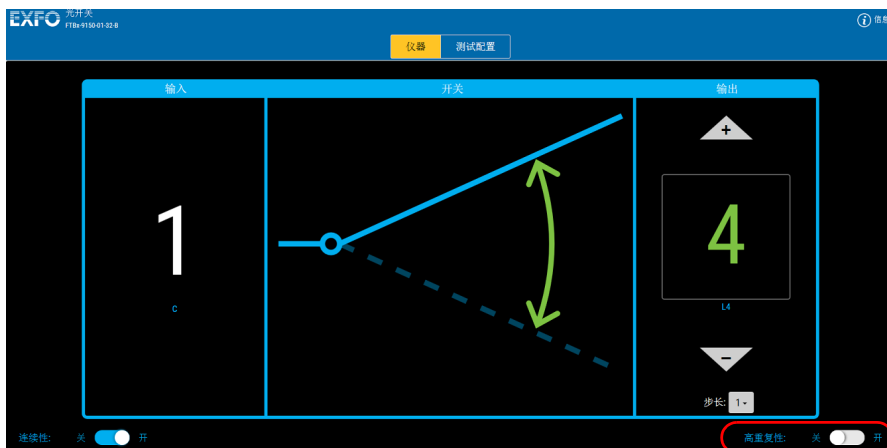 EXFO 光开关
FTBx-9150-01-32-B
信息
仪器 测试配置
输入 开关 输出
+
1
4
C
L4
−
步长: 1
连续性: 关 开
高重复性: 关 开